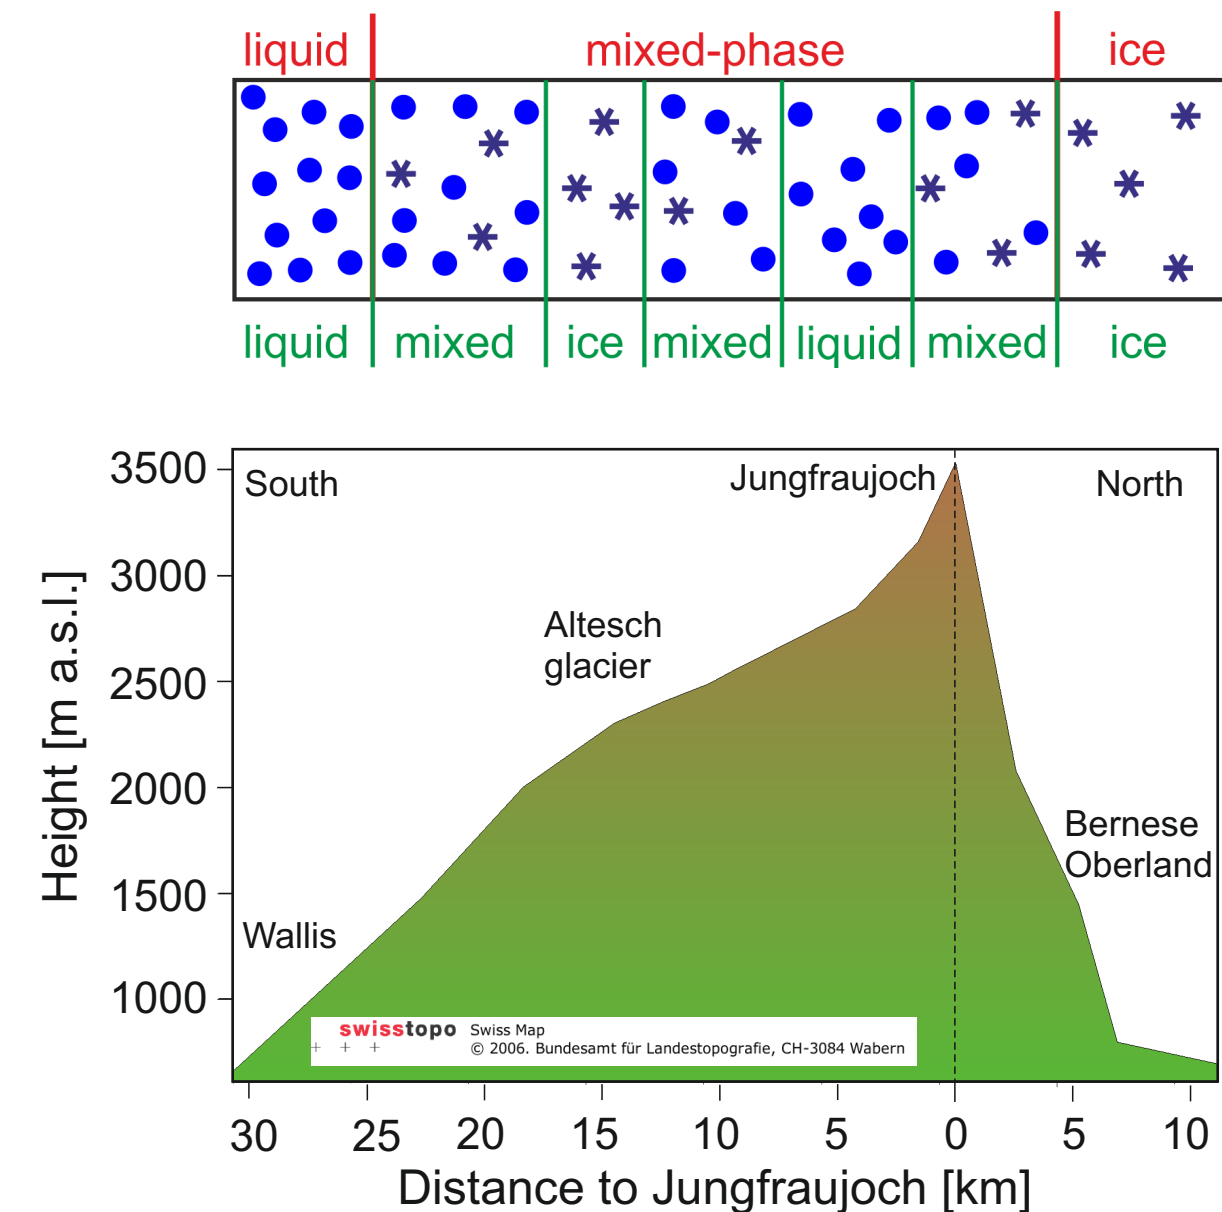 liquid mixed-phase ice
liquid mixed ice mixed liquid mixed ice
3500
South Jungfraujoch North
3000
Altesch
glacier
2500
2000
Bernese
Oberland
1500
Wallis
1000
Height [m a.s.l.]
swisstopo Swiss Map
© 2006. Bundesamt für Landestopografie, CH-3084 Wabern
30 25 20 15 10 5 0 5 10
Distance to Jungfraujoch [km]